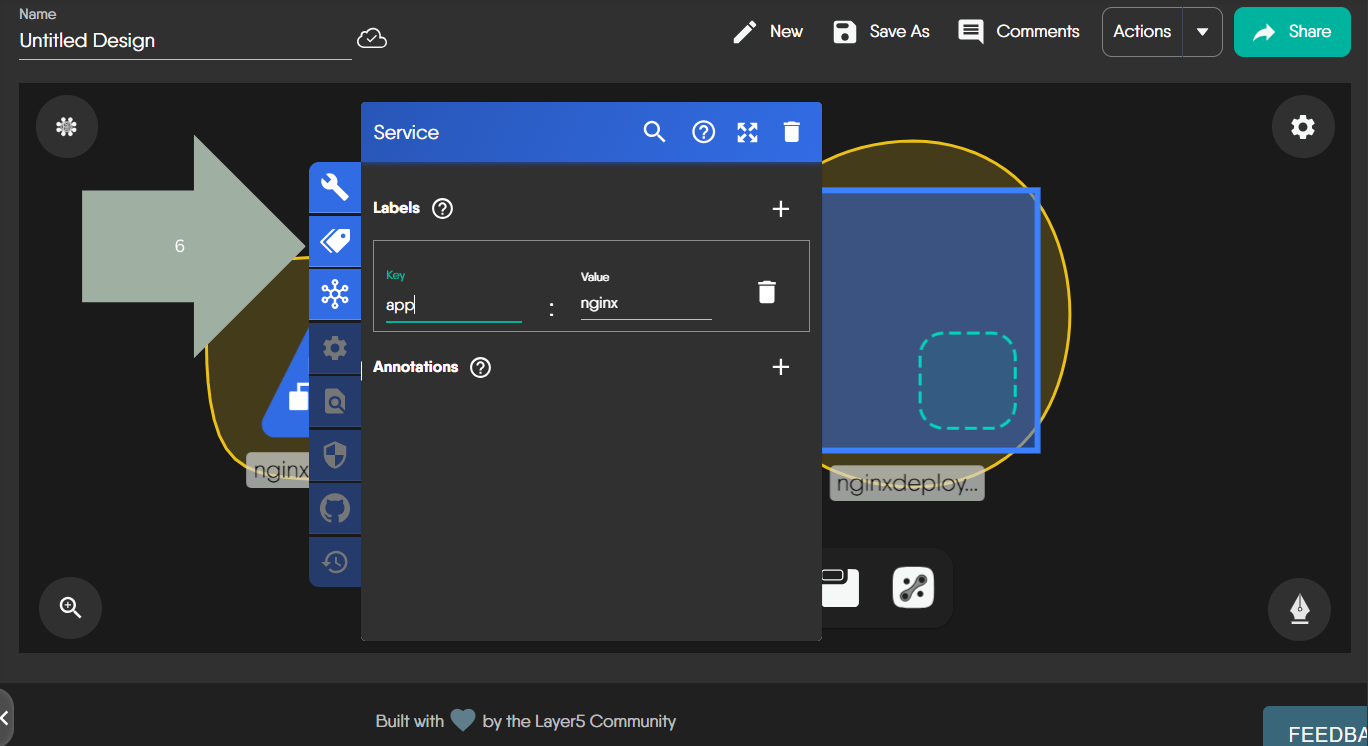 Name
Untitled Design
New
Save As
Comments
Actions
Share
Service
6
Labels
Key
app
:
Value
nginx
Annotations
nginx
nginxdeploy...
Built with by the Layer5 Community
FEEDBA